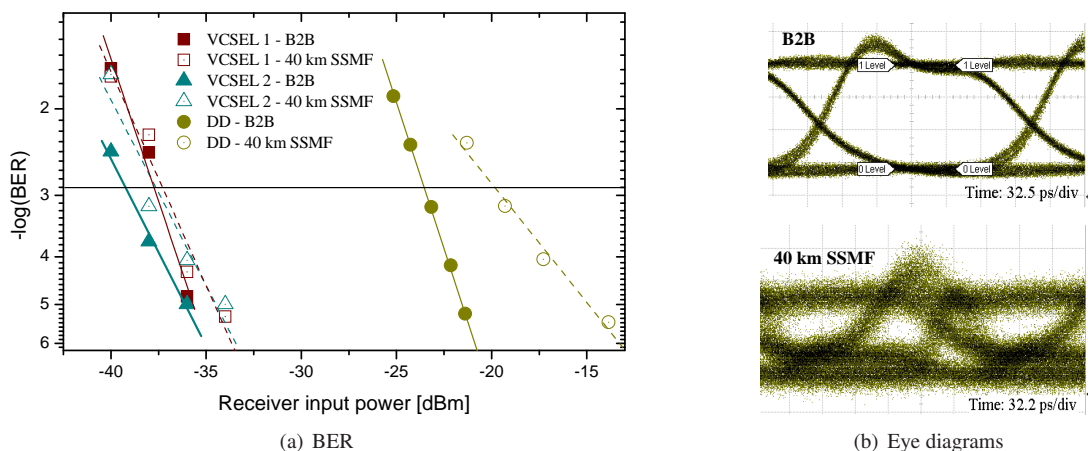 VCSEL 1 - B2B
VCSEL 1 - 40 km SSMF
VCSEL 2 - B2B
VCSEL 2 - 40 km SSMF
DD - B2B
DD - 40 km SSMF
-log(BER)
2
3
4
5
6
-40
-35
-30
-25
-20
-15
Receiver input power [dBm]
(a) BER
B2B
1 Level
1 Level
0 Level
0 Level
Time: 32.5 ps/div
40 km SSMF
Time: 32.2 ps/div
(b) Eye diagrams